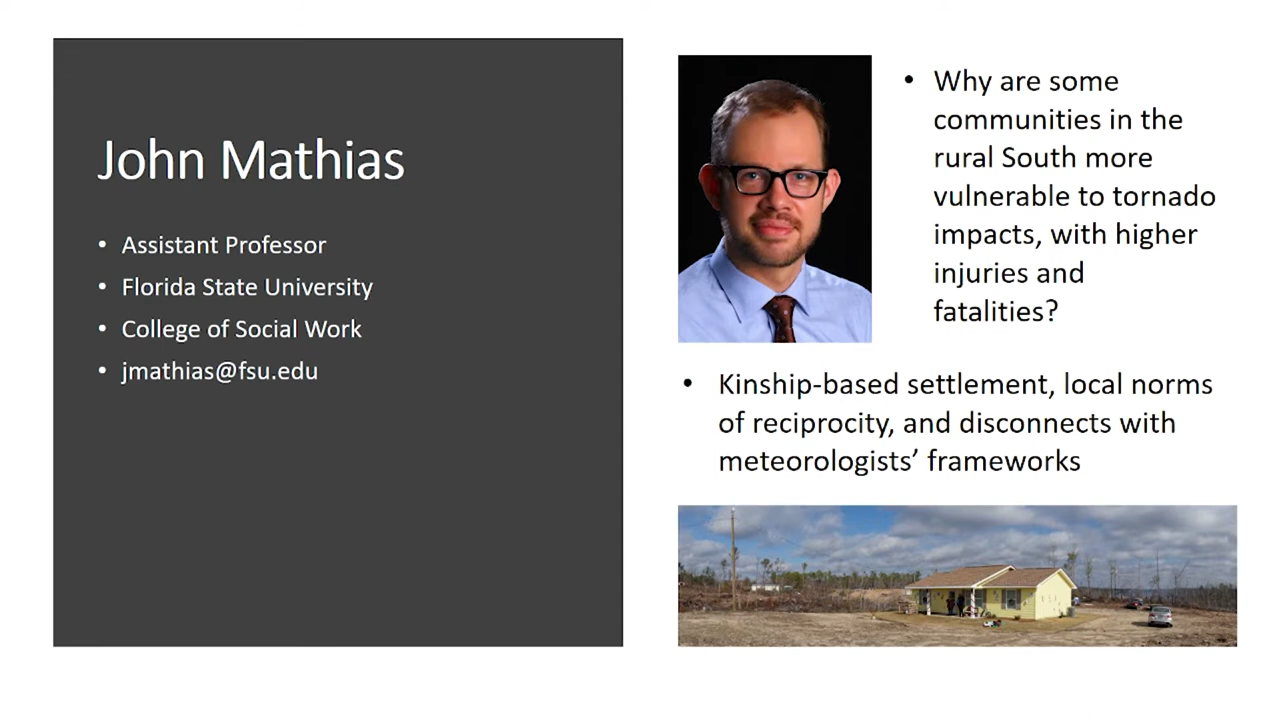 John Mathias
• Assistant Professor
• Florida State University
• College of Social Work
• jmathias@fsu.edu
• Why are some
communities in the
rural South more
vulnerable to tornado
impacts, with higher
injuries and
fatalities?
• Kinship-based settlement, local norms
of reciprocity, and disconnects with
meteorologists’ frameworks